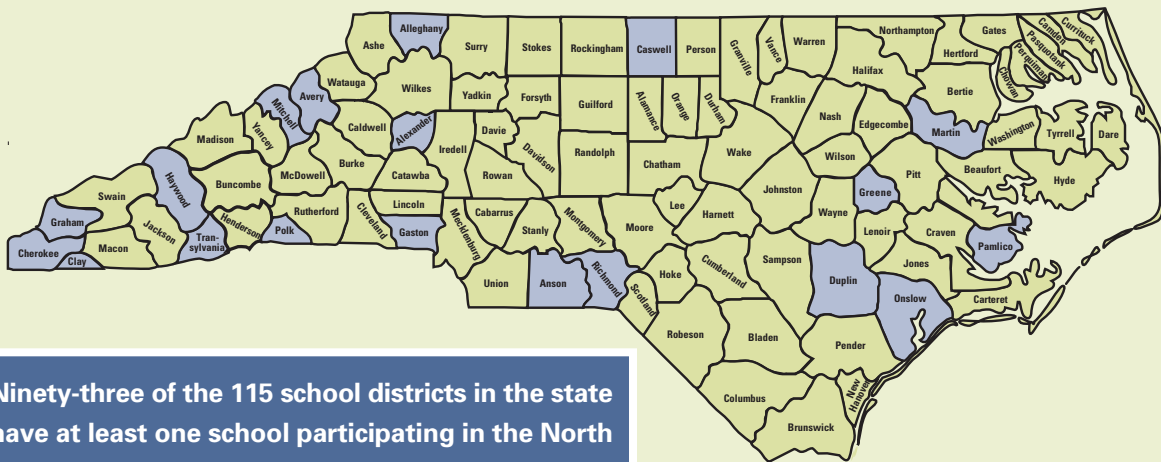 Alleghany
Ashe
Surry
Stokes
Rockingham
Caswell
Person
Granville
Vance
Warren
Northampton
Gates
Hertford
Camden
Currituck
Pasquotank
Perquimans
Chowan
Halifax
Bertie
Watauga
Wilkes
Yadkin
Forsyth
Guilford
Alamance
Orange
Durham
Franklin
Nash
Edgecombe
Martin
Washington
Tyrrell
Dare
Avery
Mitchell
Caldwell
Alexander
Iredell
Davie
Davidson
Randolph
Chatham
Wake
Wilson
Pitt
Beaufort
Hyde
Madison
Yancey
Burke
McDowell
Catawba
Rowan
Johnston
Greene
Wayne
Swain
Haywood
Buncombe
Rutherford
Cleveland
Lincoln
Cabarrus
Stanly
Montgomery
Moore
Lee
Harnett
Lenoir
Craven
Pamlico
Graham
Jackson
Tran-
sylvania
Henderson
Polk
Gaston
Mecklenburg
Cherokee
Clay
Macon
Union
Anson
Richmond
Scotland
Hoke
Cumberland
Sampson
Duplin
Jones
Onslow
Carteret
Robeson
Bladen
Pender
Columbus
Brunswick
New
Hanover
Ninety-three of the 115 school districts in the state
have at least one school participating in the North